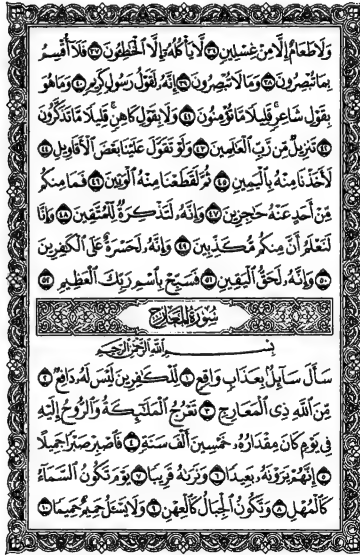 وَلَا طَعَامٌ إِلَّا مِنْ غِسْلِينٍ ٣٦ لَّا يَأْكُلُهُۥٓ إِلَّا ٱلْخَٰطِـُٔونَ ٣٧ فَلَآ أُقْسِمُ
بِمَا تُبْصِرُونَ ٣٨ وَمَا لَا تُبْصِرُونَ ٣٩ إِنَّهُۥ لَقَوْلُ رَسُولٍ كَرِيمٍ ٤٠ وَمَا هُوَ
بِقَوْلِ شَاعِرٍ ۚ قَلِيلًا مَّا تُؤْمِنُونَ ٤١ وَلَا بِقَوْلِ كَاهِنٍ ۚ قَلِيلًا مَّا تَذَكَّرُونَ
٤٢ تَنزِيلٌ مِّن رَّبِّ ٱلْعَٰلَمِينَ ٤٣ وَلَوْ تَقَوَّلَ عَلَيْنَا بَعْضَ ٱلْأَقَاوِيلِ ٤٤
لَأَخَذْنَا مِنْهُ بِٱلْيَمِينِ ٤٥ ثُمَّ لَقَطَعْنَا مِنْهُ ٱلْوَتِينَ ٤٦ فَمَا مِنكُم
مِّنْ أَحَدٍ عَنْهُ حَٰجِزِينَ ٤٧ وَإِنَّهُۥ لَتَذْكِرَةٌ لِّلْمُتَّقِينَ ٤٨ وَإِنَّا
لَنَعْلَمُ أَنَّ مِنكُم مُّكَذِّبِينَ ٤٩ وَإِنَّهُۥ لَحَسْرَةٌ عَلَى ٱلْكَٰفِرِينَ
٥٠ وَإِنَّهُۥ لَحَقُّ ٱلْيَقِينِ ٥١ فَسَبِّحْ بِٱسْمِ رَبِّكَ ٱلْعَظِيمِ ٥٢
سُورَةُ المَعَارِجِ
بِسْمِ ٱللَّهِ ٱلرَّحْمَٰنِ ٱلرَّحِيمِ
سَأَلَ سَآئِلٌۢ بِعَذَابٍ وَاقِعٍ ١ لِّلْكَٰفِرِينَ لَيْسَ لَهُۥ دَافِعٌ ٢
مِّنَ ٱللَّهِ ذِى ٱلْمَعَارِجِ ٣ تَعْرُجُ ٱلْمَلَٰٓئِكَةُ وَٱلرُّوحُ إِلَيْهِ
فِى يَوْمٍ كَانَ مِقْدَارُهُۥ خَمْسِينَ أَلْفَ سَنَةٍ ٤ فَٱصْبِرْ صَبْرًا جَمِيلًا
٥ إِنَّهُمْ يَرَوْنَهُۥ بَعِيدًا ٦ وَنَرَىٰهُ قَرِيبًا ٧ يَوْمَ تَكُونُ ٱلسَّمَآءُ
كَٱلْمُهْلِ ٨ وَتَكُونُ ٱلْجِبَالُ كَٱلْعِهْنِ ٩ وَلَا يَسْـَٔلُ حَمِيمٌ حَمِيمًا ١٠